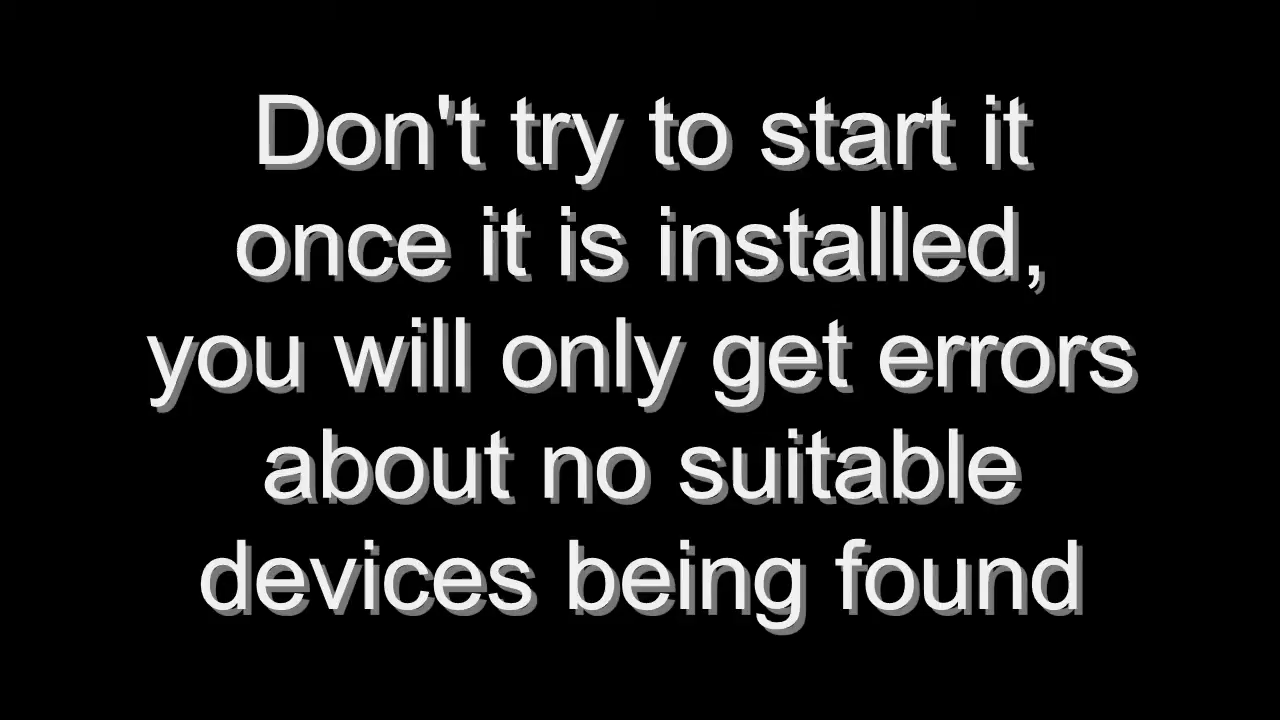 Don't try to start it
once it is installed,
you will only get errors
about no suitable
devices being found